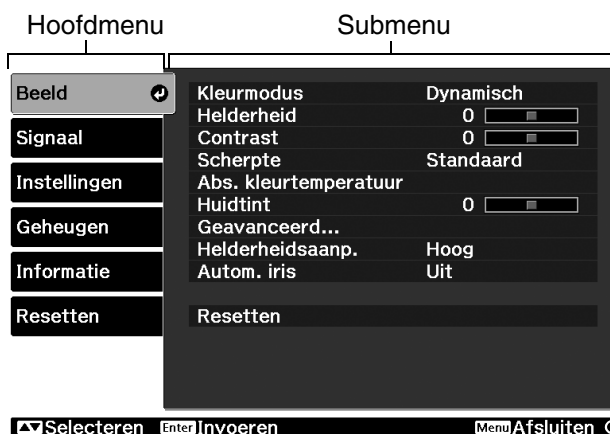 Hoofdmenu Submenu
Beeld
Signaal
Instellingen
Geheugen
Informatie
Resetten
Kleurmodus Dynamisch
Helderheid 0
Contrast 0
Scherpte Standaard
Abs. kleurtemperatuur
Huidtint 0
Geavanceerd...
Helderheidsaanp. Hoog
Autom. iris Uit
Resetten
Selecteren Enter Invoeren Menu Afsluiten